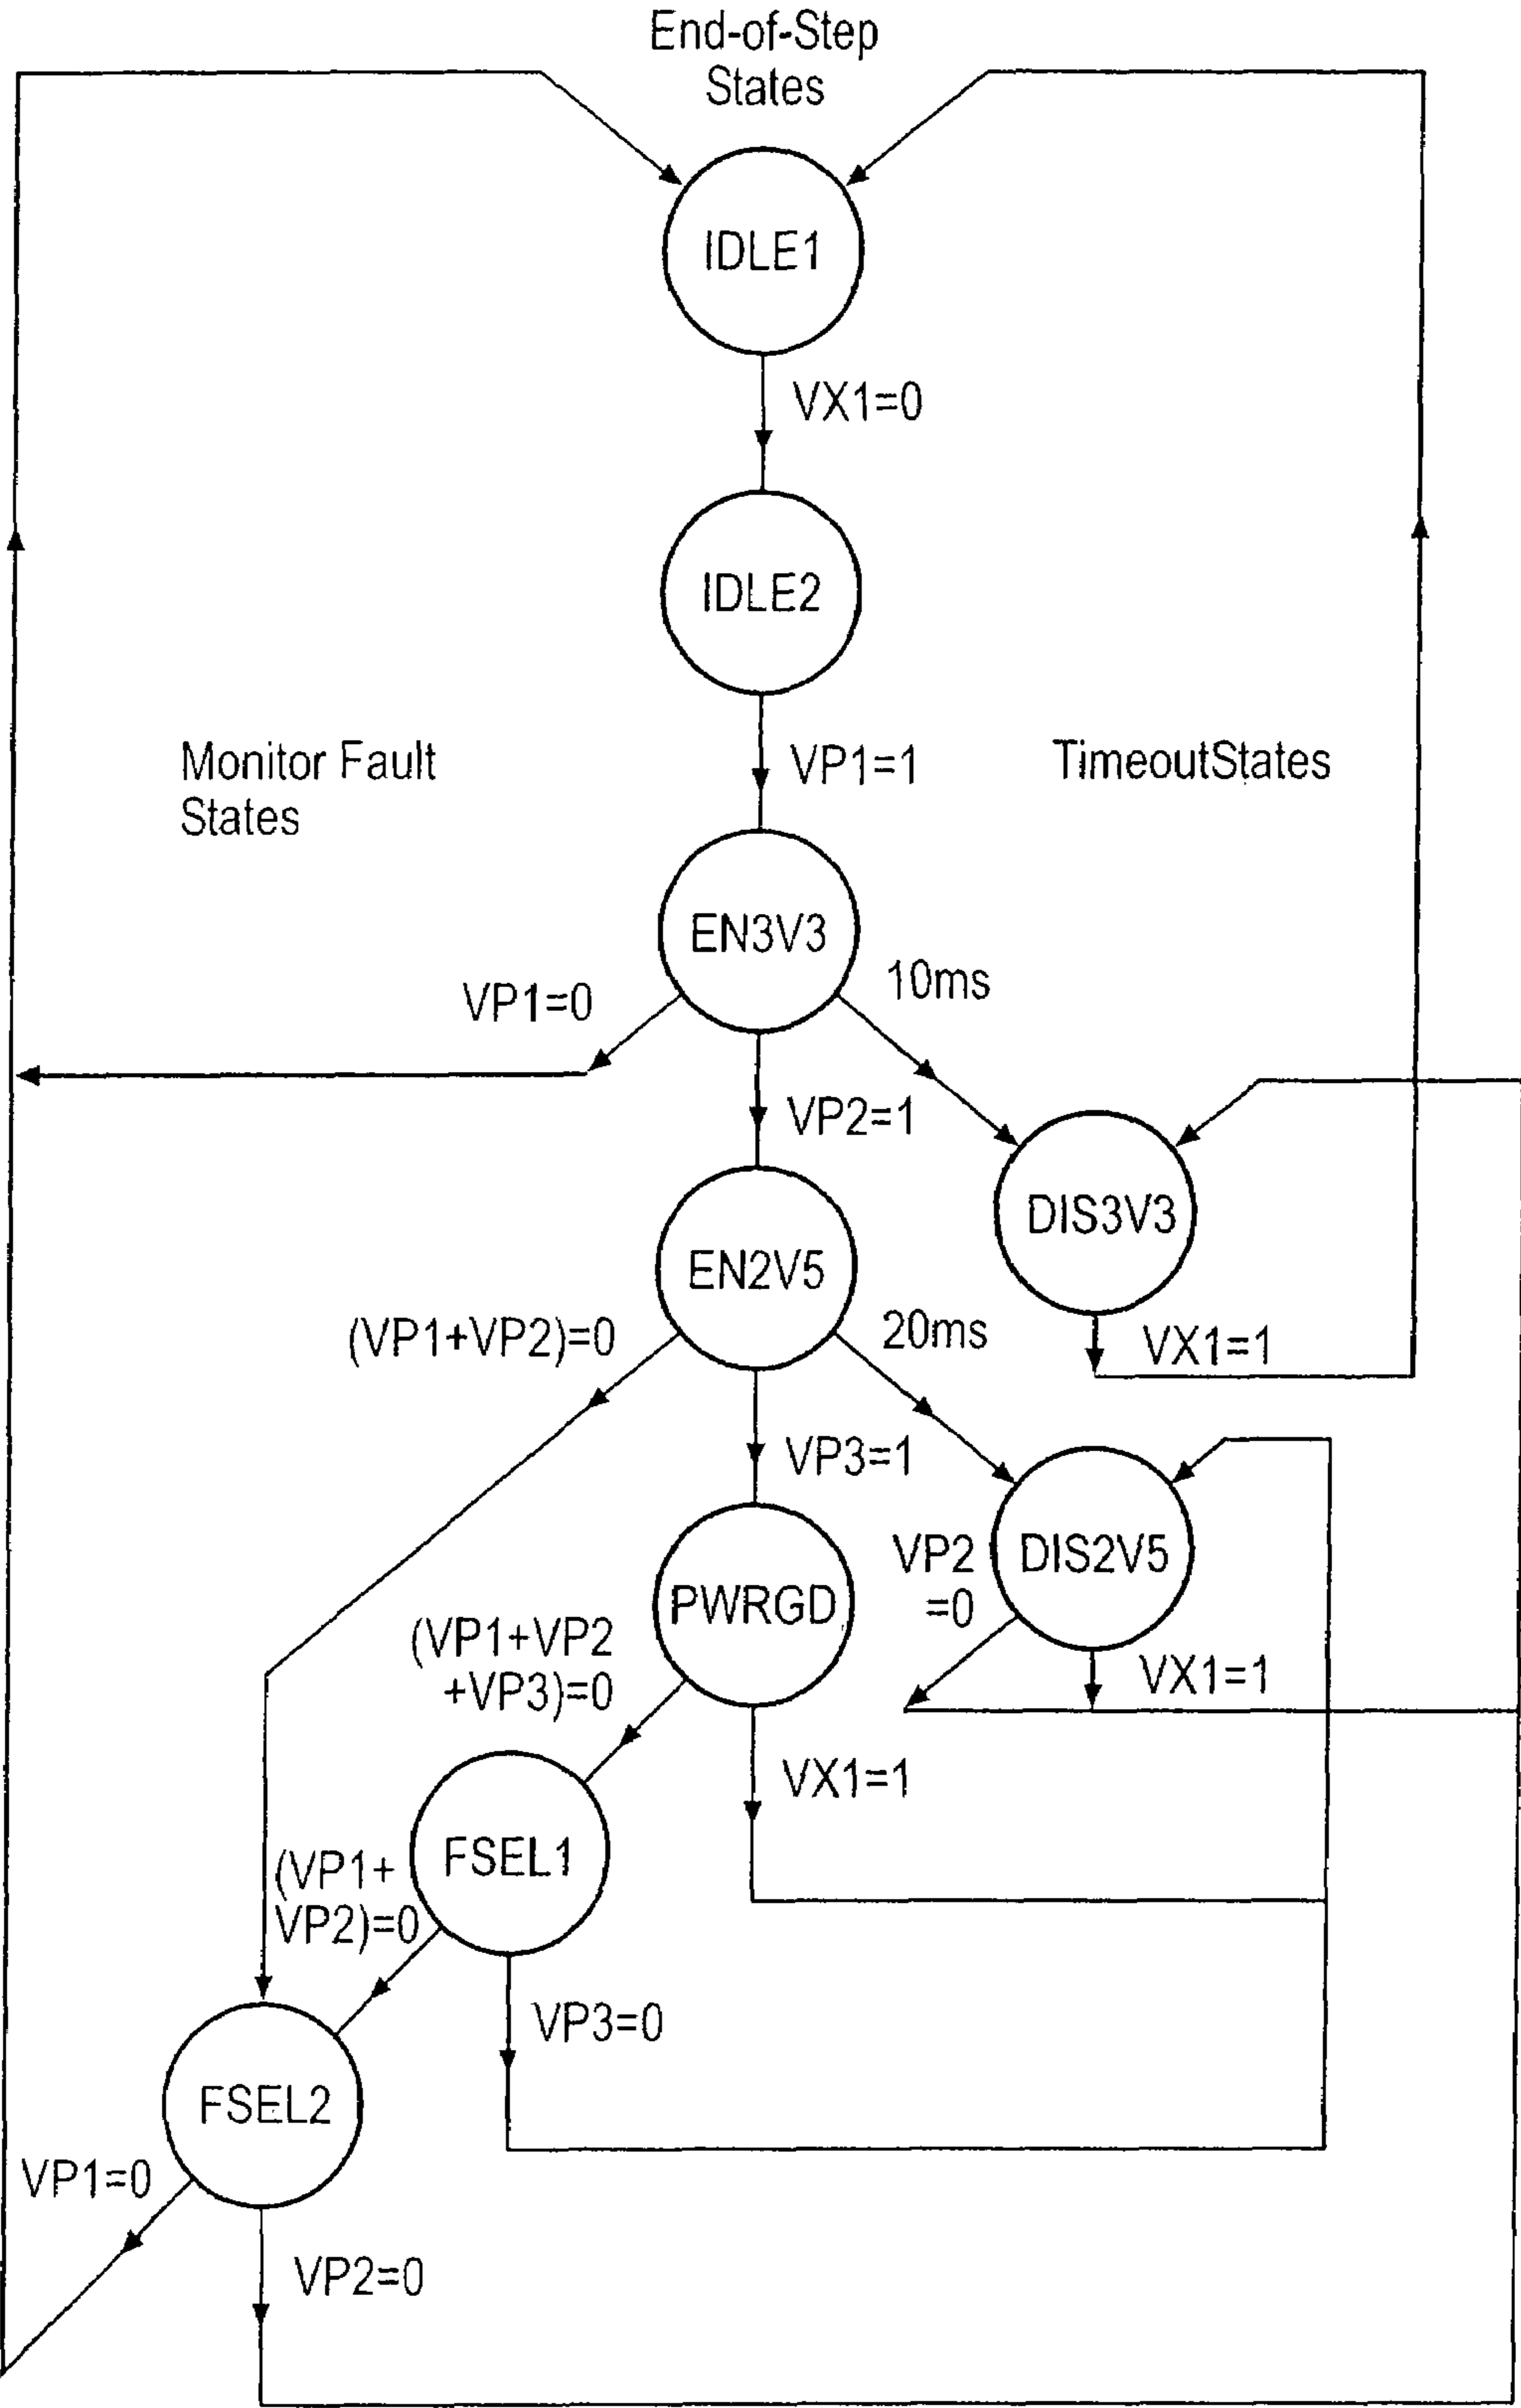 End-of-Step
States
IDLE1
VX1=0
IDLE2
Monitor Fault
States
VP1=1
TimeoutStates
EN3V3
10ms
VP1=0
VP2=1
DIS3V3
EN2V5
(VP1+VP2)=0
20ms
VX1=1
VP3=1
VP2
=0
DIS2V5
PWRGD
(VP1+VP2
+VP3)=0
VX1=1
VX1=1
FSEL1
(VP1+
VP2)=0
VP3=0
FSEL2
VP1=0
VP2=0